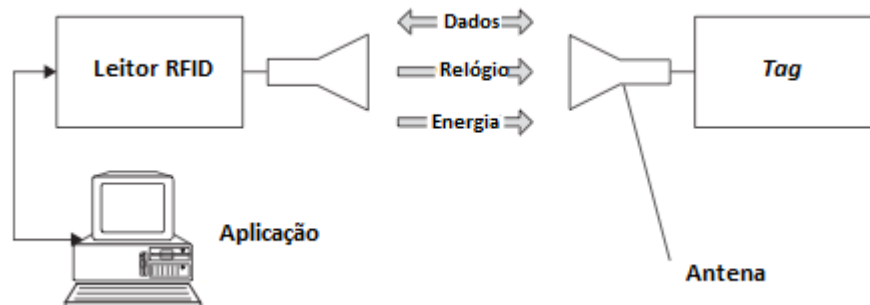 Dados
Leitor RFID
Relógio
Tag
Energia
Aplicação
Antena